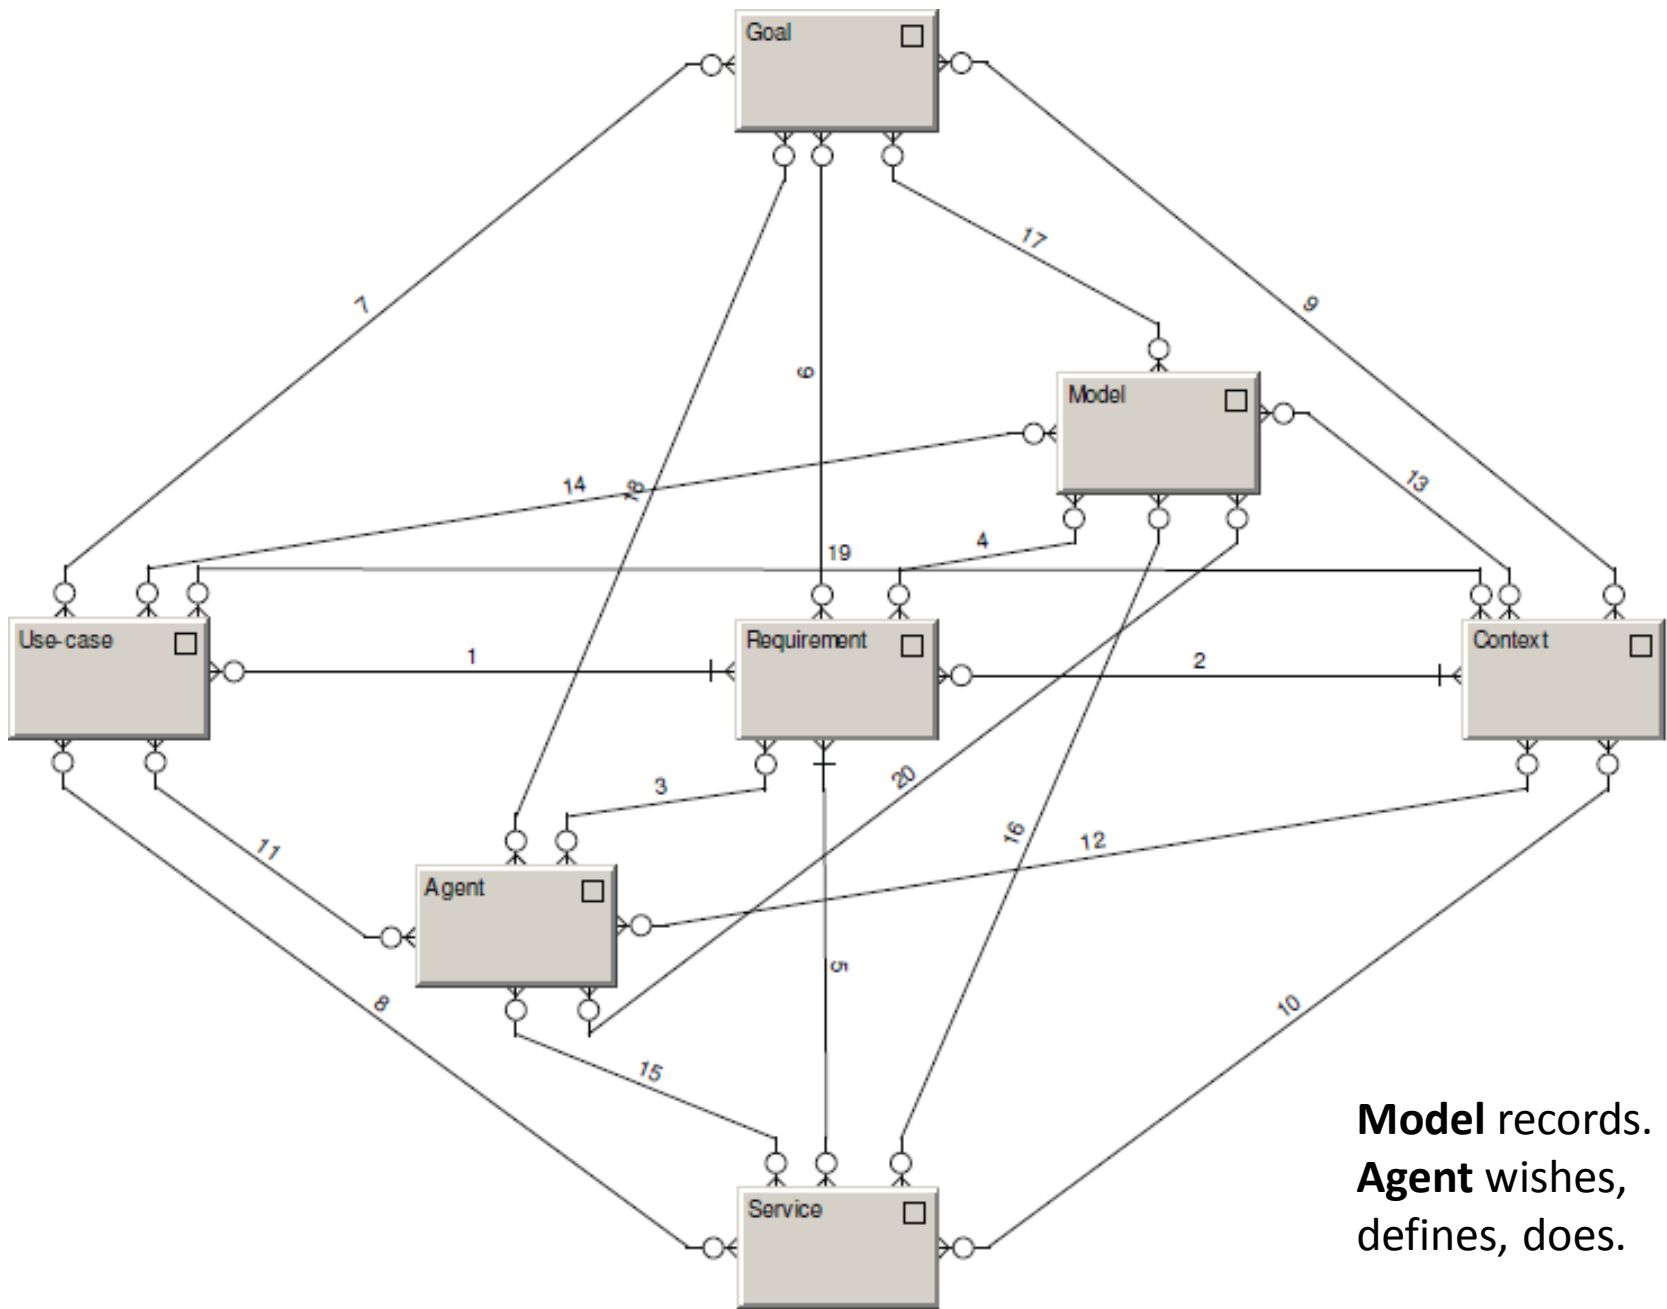 Goal
17
7
9
6
Model
14
18
13
4
19
Use-case
Requirement
Context
1
2
3
20
11
16
12
Agent
5
8
10
15
Model records.
Agent wishes,
defines, does.
Service